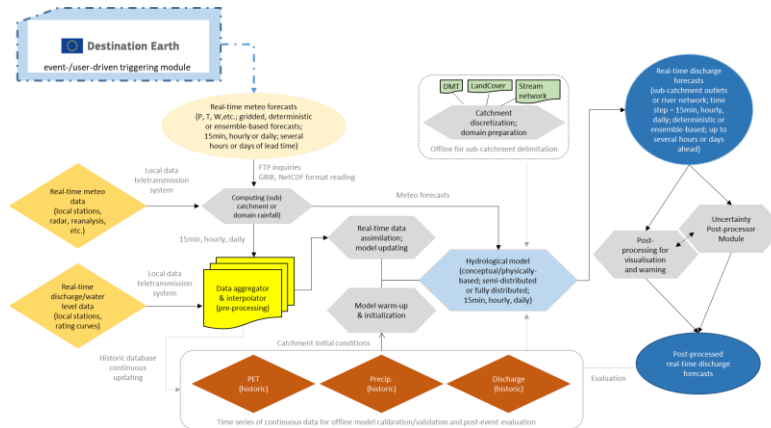 Destination Earth
event-/user-driven triggering module
Real-time meteo forecasts
(P, T, W,etc.; gridded, deterministic
or ensemble-based forecasts;
15min, hourly or daily; several
hours or days of lead time)
DMT
LandCover
Stream
network
Catchment
discretization;
domain preparation
Offline for sub-catchment delimitation
Real-time discharge
forecasts
(sub-catchment outlets
or river network; time
step – 15min, hourly,
daily; deterministic or
ensemble-based; up to
several hours or days
ahead)
FTP inquiries
GRIB, NetCDF format reading
Real-time meteo
data
(local stations,
radar, reanalysis,
etc.)
Local data
teletransmission
system
Computing (sub)
catchment or
domain rainfall)
Meteo forecasts
15min, hourly, daily
Real-time data
assimilation;
model updating
Hydrological model
(conceptual/physically-
based; semi-distributed
or fully distributed;
15min, hourly, daily)
Post-
processing for
visualisation and
warning
Uncertainty
Post-processor
Module
Real-time
discharge/water
level data
(local stations,
rating curves)
Local data
teletransmission
system
Data aggregator
& interpolator
(pre-processing)
Model warm-up
& initialization
Historic database
continuous
updating
Catchment initial conditions
PET
(historic)
Precip.
(historic)
Discharge
(historic)
Evaluation
Post-processed
real-time discharge
forecasts
Time series of continuous data for offline model calibration/validation and post-event evaluation